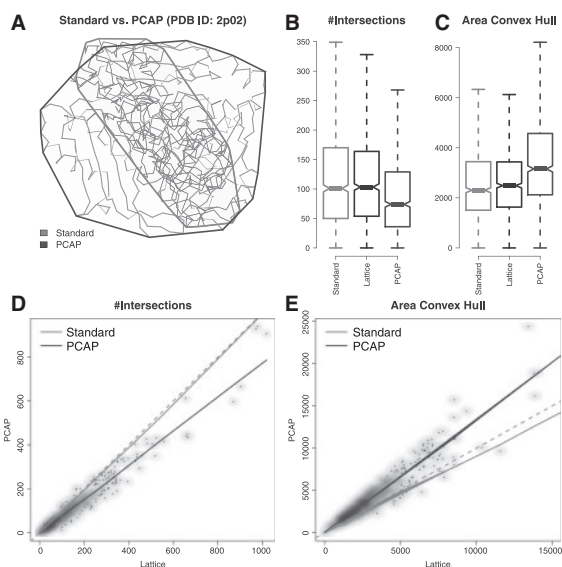 A Standard vs. PCAP (PDB ID: 2p02)
Standard
PCAP
B #Intersections
350
300
250
200
150
100
50
0
Standard
Lattice
PCAP
C Area Convex Hull
8000
6000
4000
2000
0
Standard
Lattice
PCAP
D #Intersections
Standard
PCAP
PCAP
800
600
400
200
0
0 200 400 600 800 1000
Lattice
E Area Convex Hull
Standard
PCAP
PCAP
25000
20000
15000
10000
5000
0
0 5000 10000 15000
Lattice